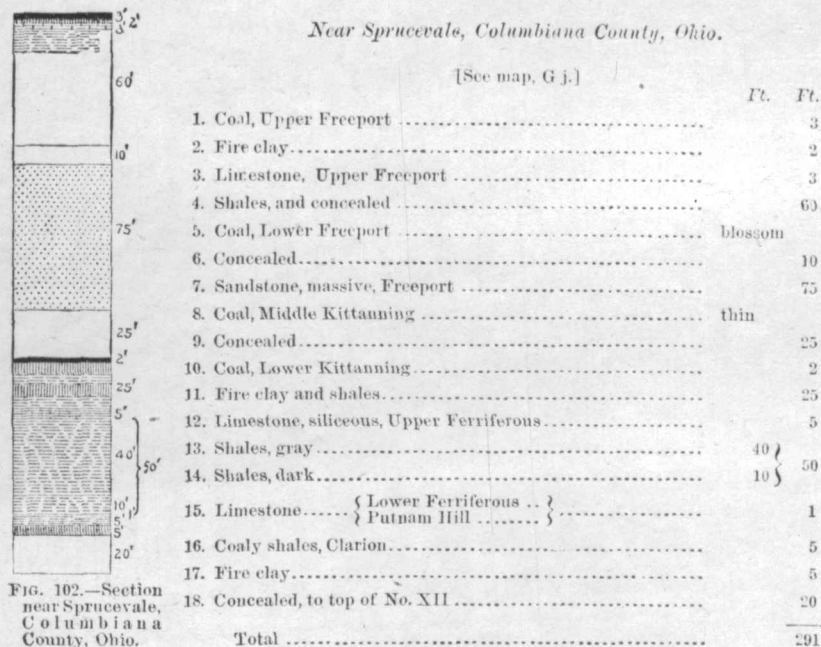 Near Sprucevale, Columbiana County, Ohio.
[See map, G j.]
Ft. Ft.
1. Coal, Upper Freeport ........ 3
2. Fire clay ........ 2
3. Limestone, Upper Freeport ........ 3
4. Shales, and concealed ........ 60
5. Coal, Lower Freeport ........ blossom
6. Concealed ........ 10
7. Sandstone, massive, Freeport ........ 75
8. Coal, Middle Kittanning ........ thin
9. Concealed ........ 25
10. Coal, Lower Kittanning ........ 2
11. Fire clay and shales ........ 25
12. Limestone, siliceous, Upper Ferriferous ........ 5
13. Shales, gray ........ 40 }
14. Shales, dark ........ 10 } 50
15. Limestone ..... { Lower Ferriferous .. }
{ Putnam Hill ........ } ........ 1
16. Coaly shales, Clarion ........ 5
17. Fire clay ........ 5
18. Concealed, to top of No. XII ........ 20
Total ........ 291
3'
2'
3'
60'
10'
75'
25'
2'
25'
5'
40'
50'
10'
1'
5'
5'
20'
FIG. 102.—Section
near Sprucevale,
Columbiana
County, Ohio.